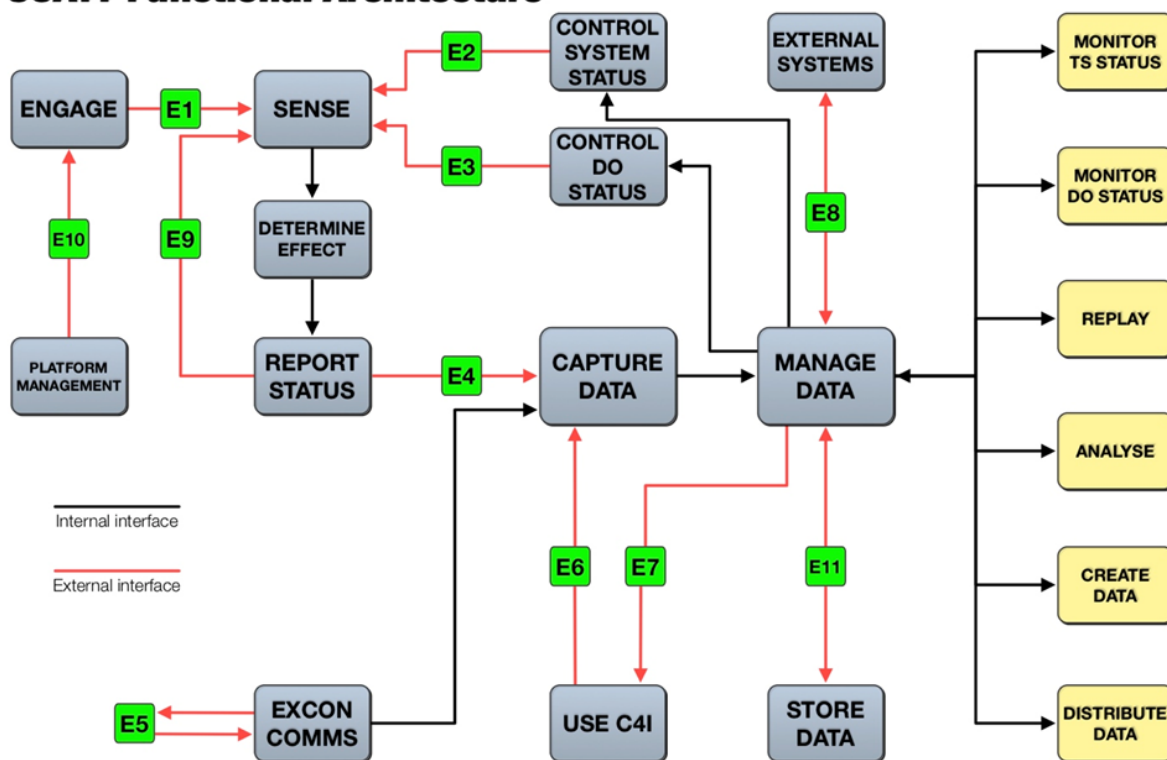 Functional Architecture
CONTROL
SYSTEM
STATUS
EXTERNAL
SYSTEMS
MONITOR
TS STATUS
E2
ENGAGE
E1
SENSE
CONTROL
DO
STATUS
E3
MONITOR
DO STATUS
E10
E9
DETERMINE
EFFECT
E8
REPLAY
PLATFORM
MANAGEMENT
REPORT
STATUS
E4
CAPTURE
DATA
MANAGE
DATA
ANALYSE
Internal interface
External interface
E6
E7
E11
CREATE
DATA
E5
EXCON
COMMS
USE C4I
STORE
DATA
DISTRIBUTE
DATA